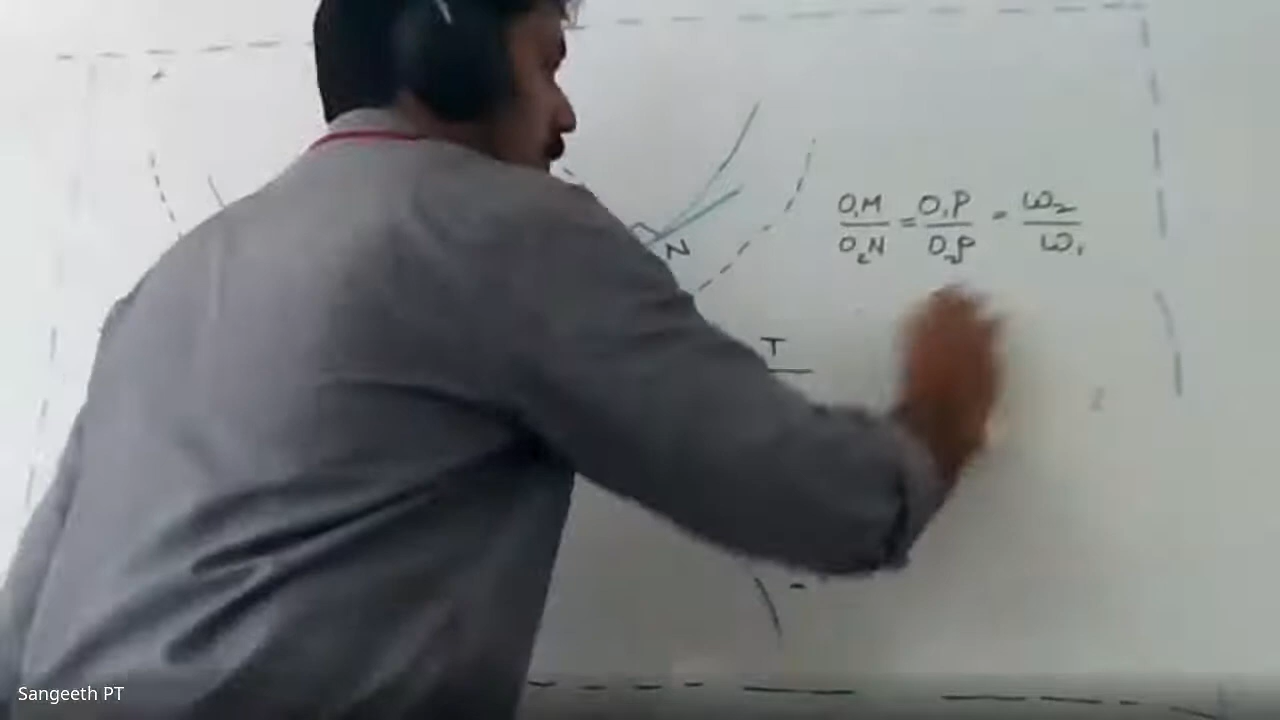 N
O₁M/O₂N = O₁P/O₂P = ω₂/ω₁
T
Sangeeth PT